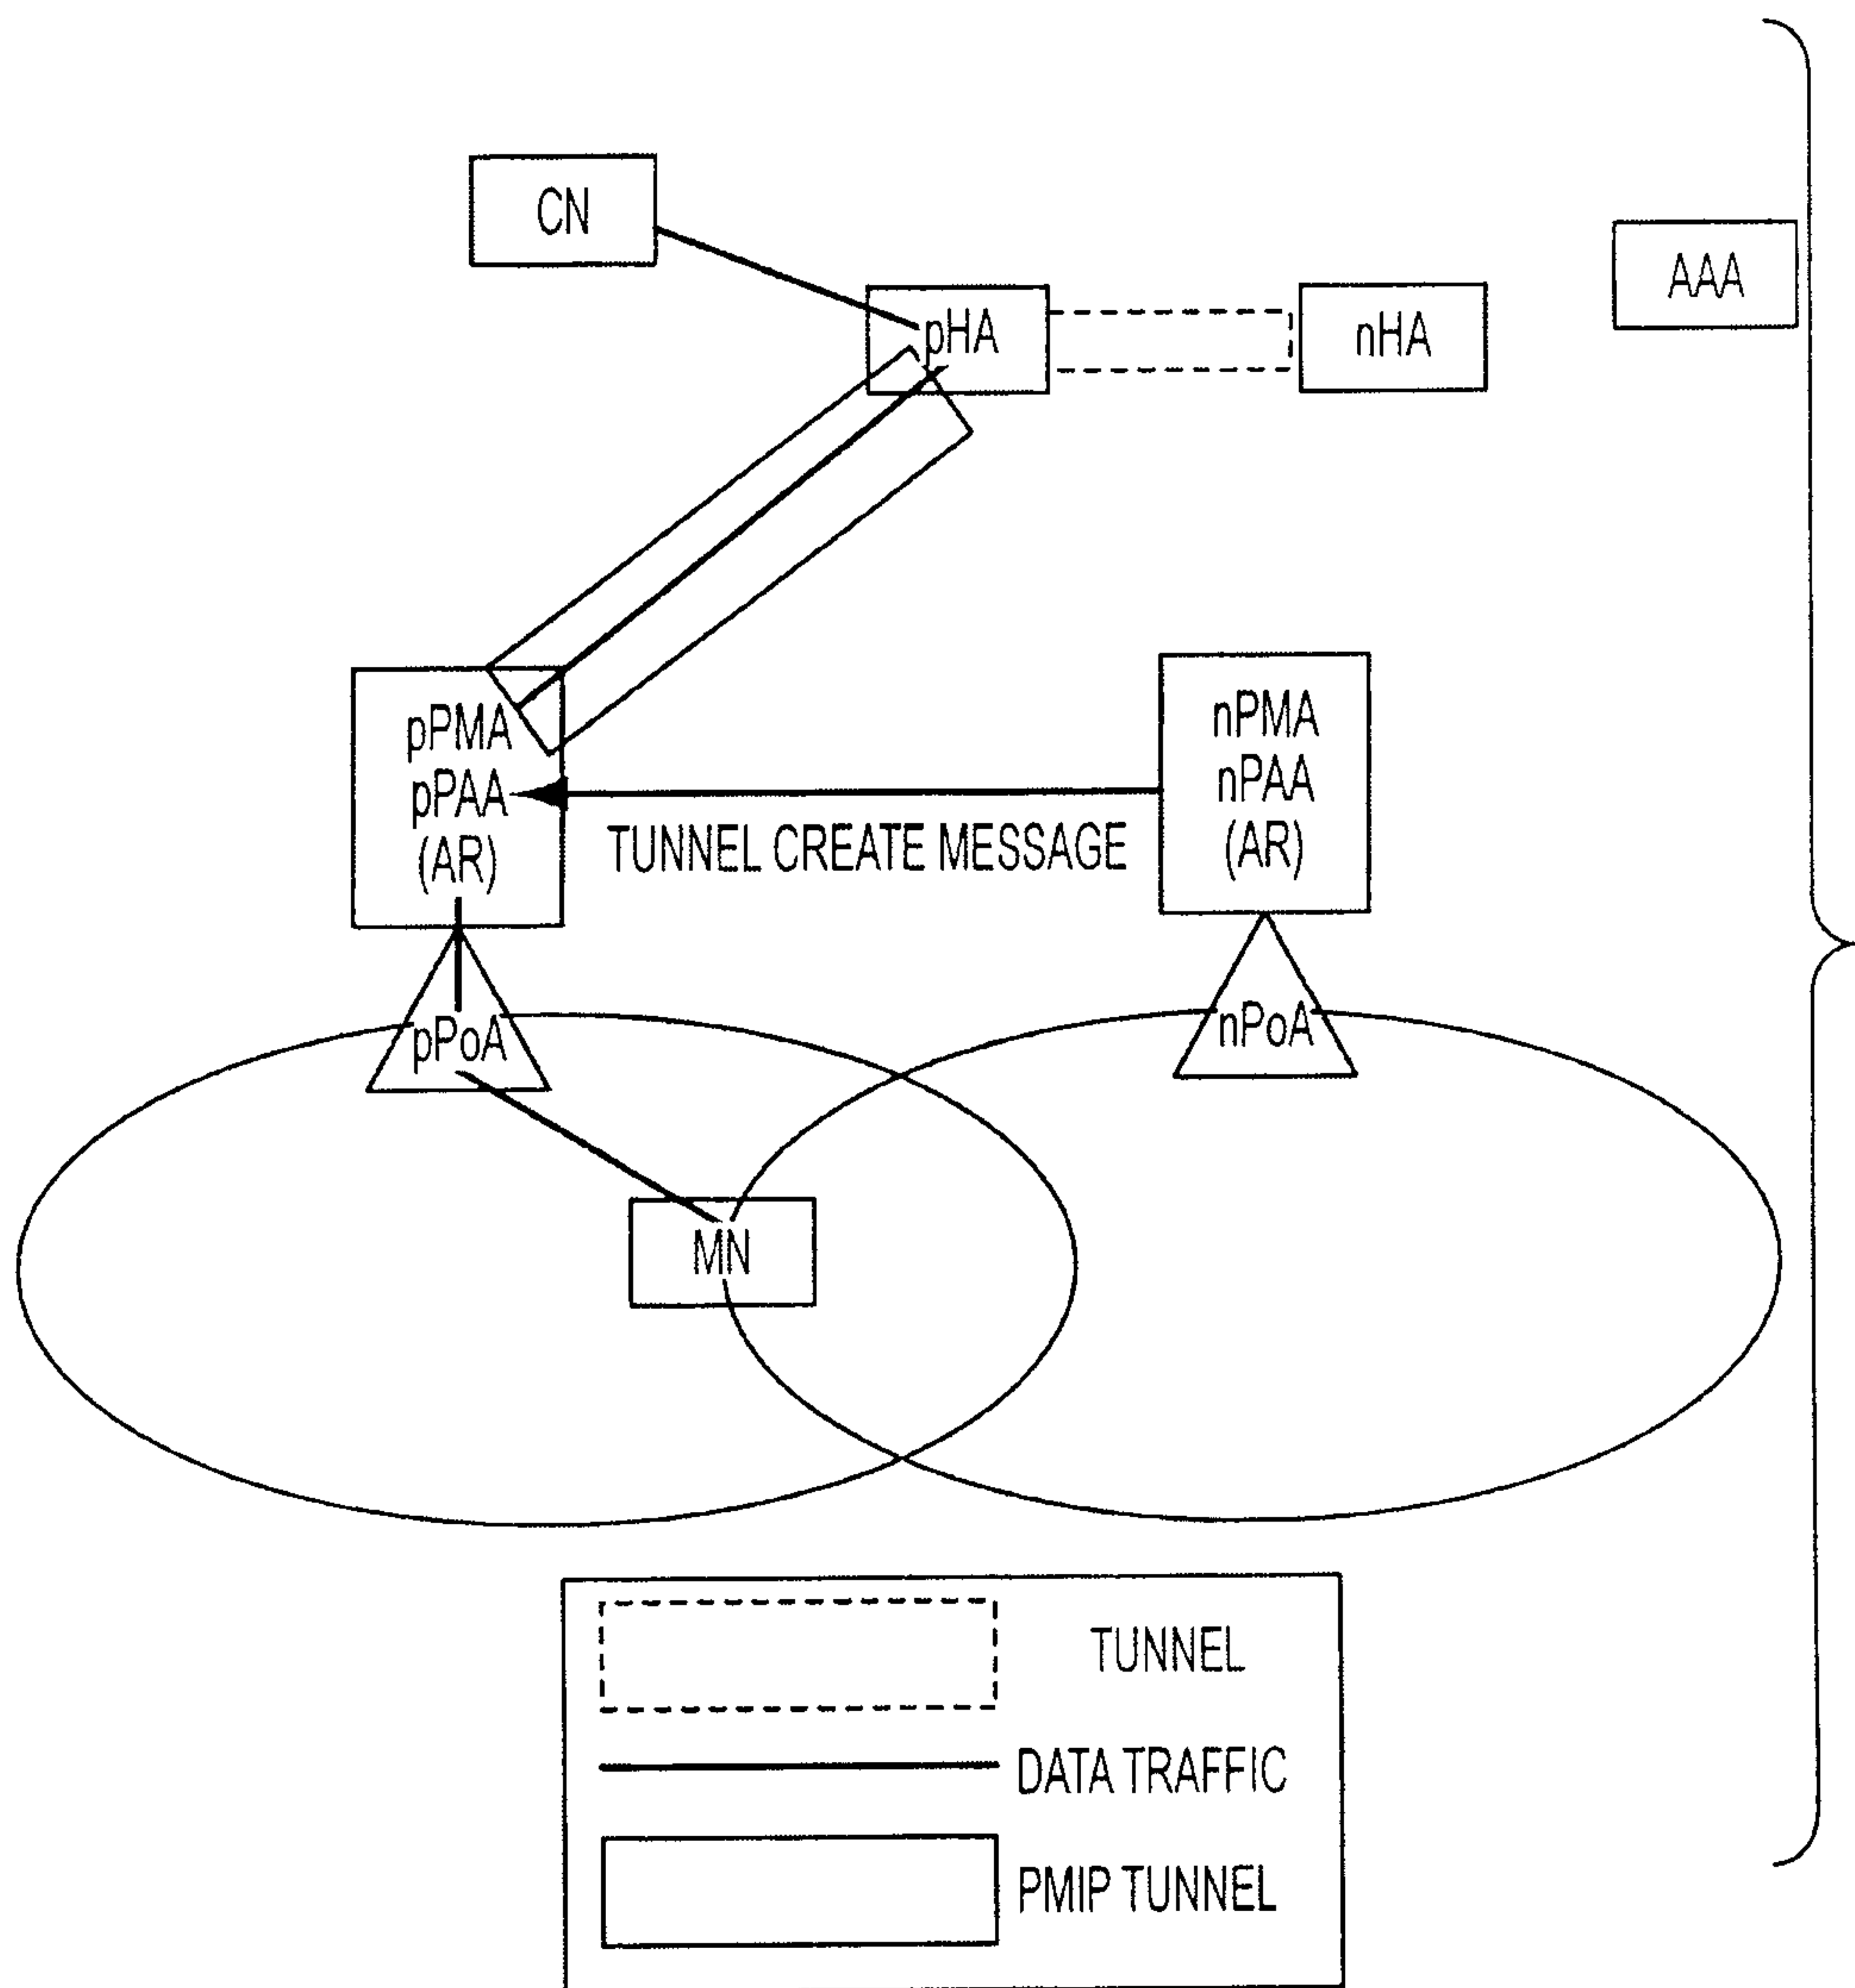 CN
AAA
pHA
nHA
pPMA
pPAA
(AR)
nPMA
nPAA
(AR)
TUNNEL CREATE MESSAGE
pPoA
nPoA
MN
TUNNEL
DATA TRAFFIC
PMIP TUNNEL